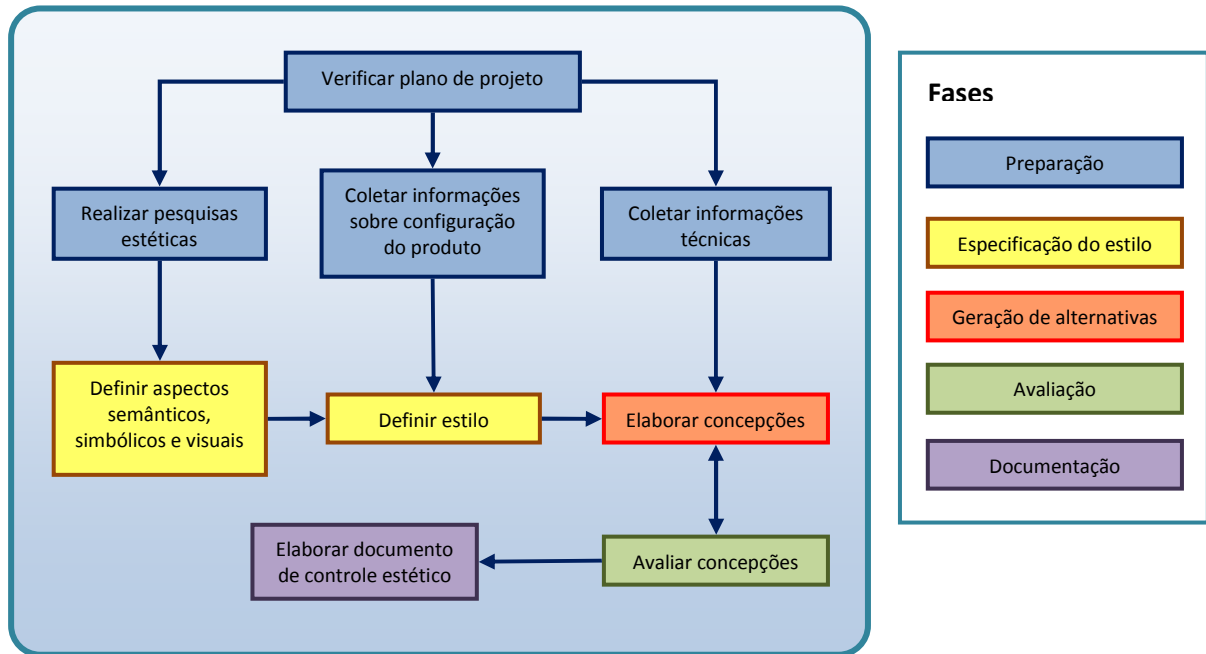 Verificar plano de projeto
Realizar pesquisas
estéticas
Coletar informações
sobre configuração
do produto
Coletar informações
técnicas
Definir aspectos
semânticos,
simbólicos e visuais
Definir estilo
Elaborar concepções
Elaborar documento
de controle estético
Avaliar concepções
Fases
Preparação
Especificação do estilo
Geração de alternativas
Avaliação
Documentação